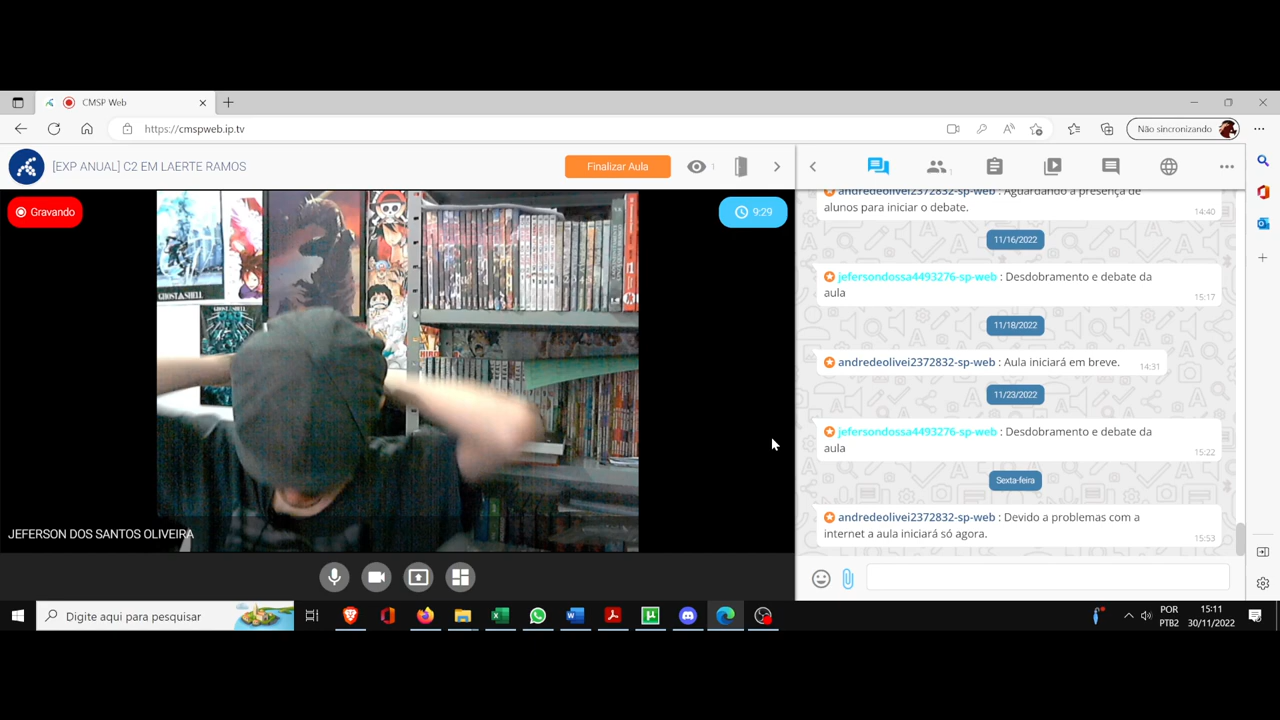 CMSP Web
https://cmspweb.ip.tv
Não sincronizando
[EXP ANUAL] C2 EM LAERTE RAMOS
Finalizar Aula
1
Gravando
9:29
GHOST IN THE SHELL
JEFERSON DOS SANTOS OLIVEIRA
andredeolivei2372832-sp-web : Aguardando a presença de
alunos para iniciar o debate.
14:40
11/16/2022
jefersondossa4493276-sp-web : Desdobramento e debate da
aula
15:17
11/18/2022
andredeolivei2372832-sp-web : Aula iniciará em breve.
14:31
11/23/2022
jefersondossa4493276-sp-web : Desdobramento e debate da
aula
15:22
Sexta-feira
andredeolivei2372832-sp-web : Devido a problemas com a
internet a aula iniciará só agora.
15:53
Digite aqui para pesquisar
POR
PTB2
15:11
30/11/2022